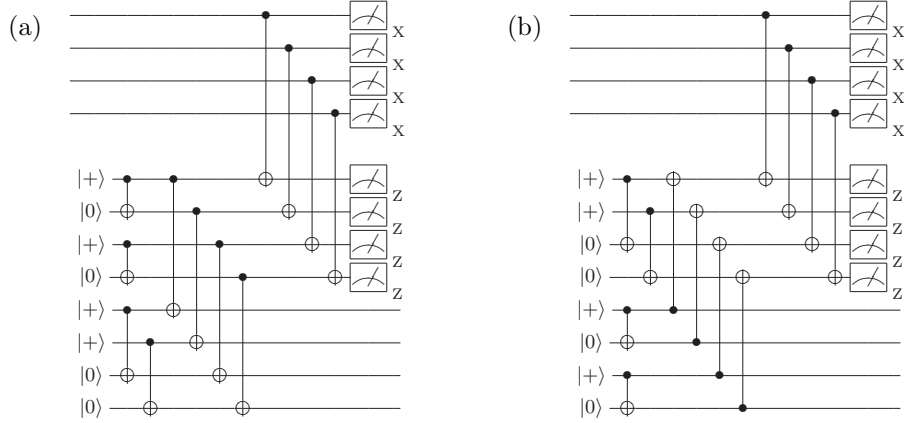 (a) X (b) X
X X
X X
X X
|+⟩ Z |+⟩ Z
|0⟩ Z |+⟩ Z
|+⟩ Z |0⟩ Z
|0⟩ Z |0⟩ Z
|+⟩ |+⟩
|+⟩ |0⟩
|0⟩ |+⟩
|0⟩ |0⟩